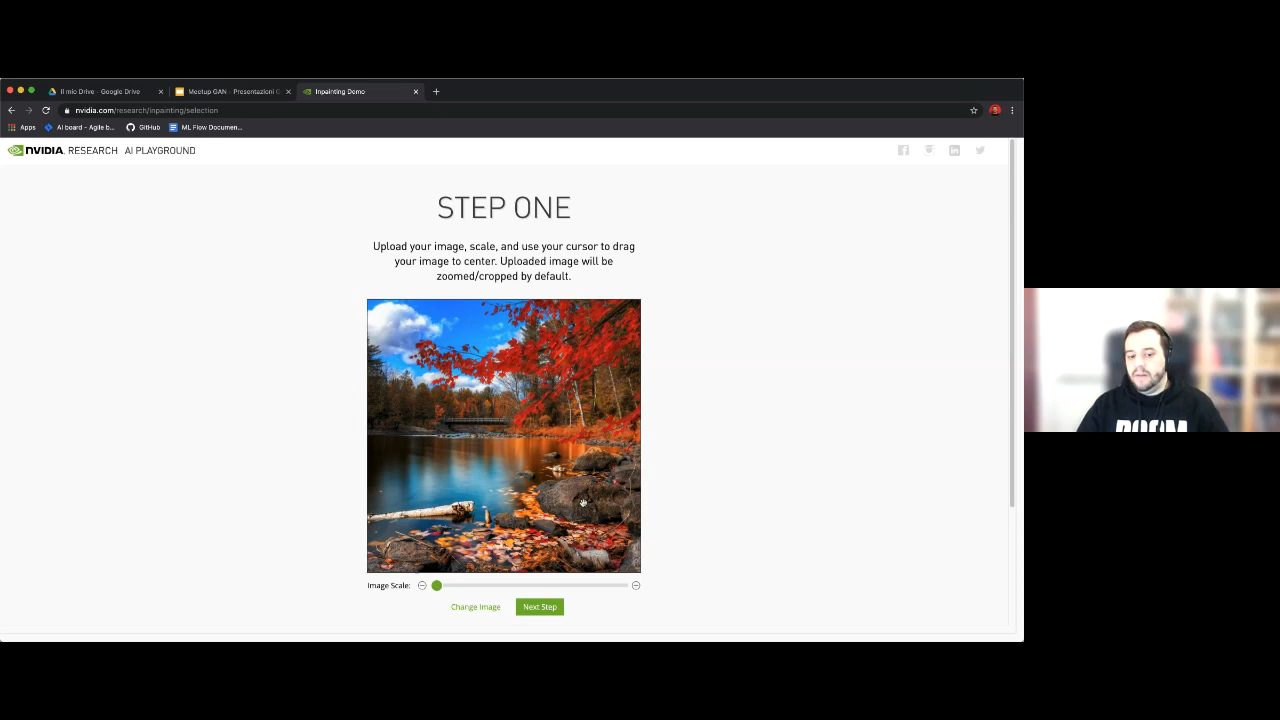 Il mio Drive - Google Drive
Meetup GAN - Presentazioni G
Inpainting Demo
nvidia.com/research/inpainting/selection
Apps
AI board - Agile b...
GitHub
ML Flow Documen...
NVIDIA. RESEARCH AI PLAYGROUND
STEP ONE
Upload your image, scale, and use your cursor to drag
your image to center. Uploaded image will be
zoomed/cropped by default.
Image Scale:
Change Image
Next Step